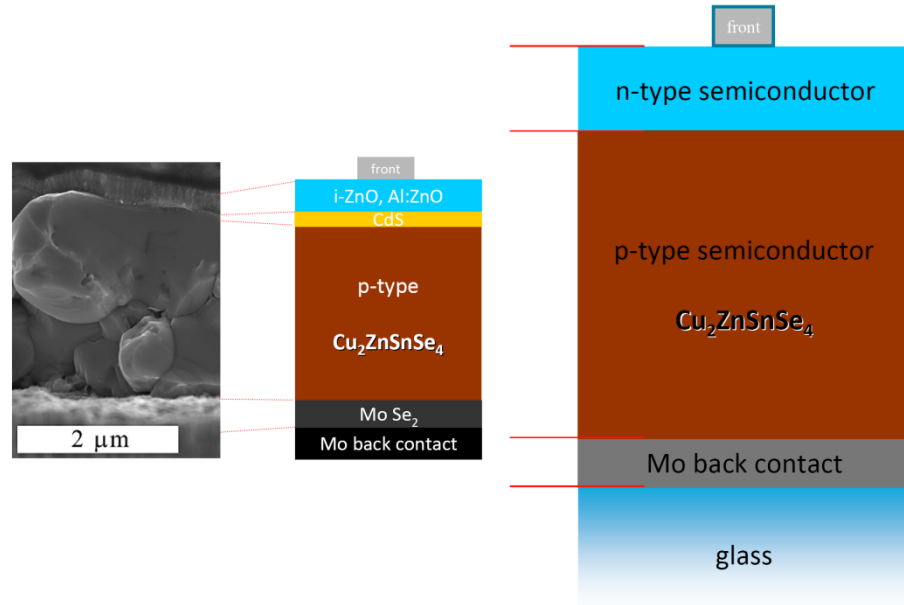 2 µm
front
i-ZnO, Al:ZnO
CdS
p-type
Cu₂ZnSnSe₄
Mo Se₂
Mo back contact
front
n-type semiconductor
p-type semiconductor
Cu₂ZnSnSe₄
Mo back contact
glass